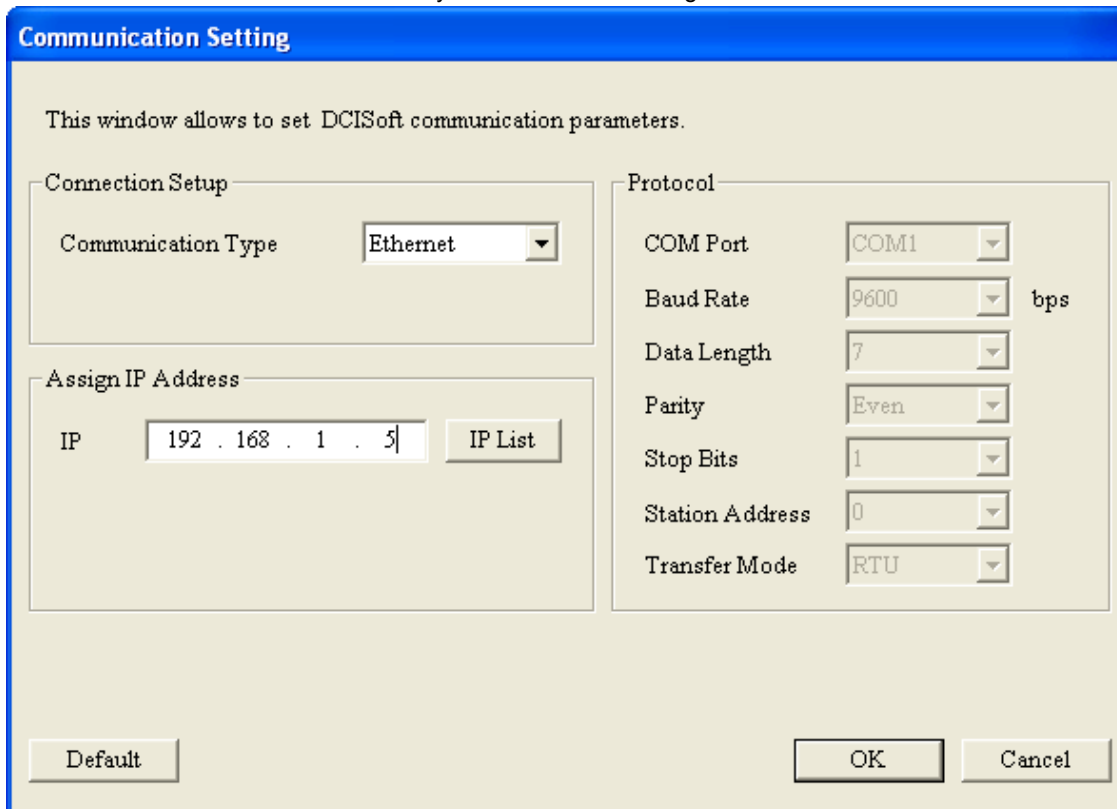 Communication Setting
This window allows to set DCISoft communication parameters.
Connection Setup
Communication Type Ethernet
Assign IP Address
IP 192 . 168 . 1 . 5 IP List
Protocol
COM Port COM1
Baud Rate 9600 bps
Data Length 7
Parity Even
Stop Bits 1
Station Address 0
Transfer Mode RTU
Default OK Cancel